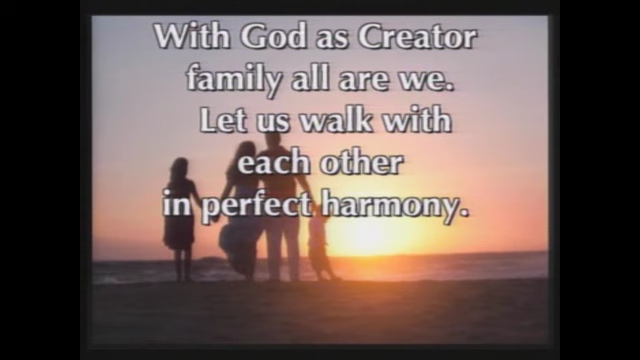 With God as Creator
family all are we.
Let us walk with
each other
in perfect harmony.